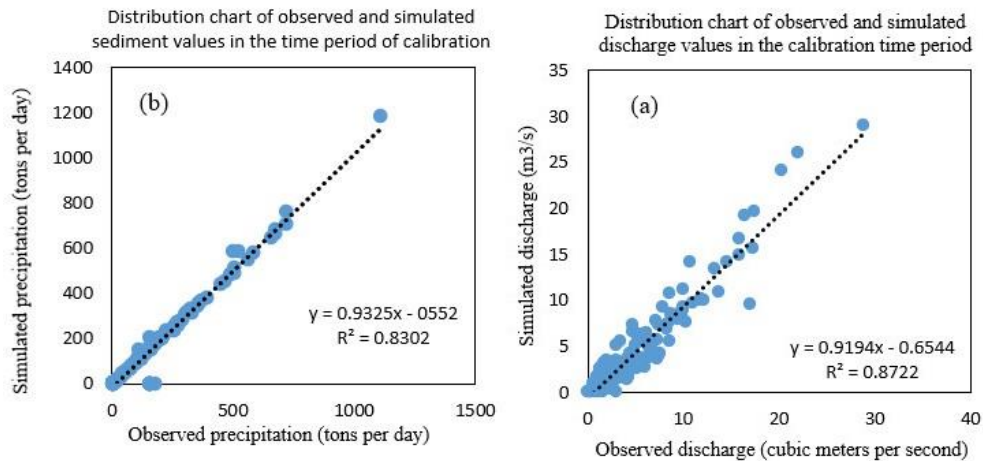 Distribution chart of observed and simulated
sediment values in the time period of calibration
1400
1200
1000
800
600
400
200
0
0
500
1000
1500
(b)
y = 0.9325x - 0552
R² = 0.8302
Simulated precipitation (tons per day)
Observed precipitation (tons per day)
Distribution chart of observed and simulated
discharge values in the calibration time period
35
30
25
20
15
10
5
0
0
10
20
30
40
(a)
y = 0.9194x - 0.6544
R² = 0.8722
Simulated discharge (m3/s)
Observed discharge (cubic meters per second)